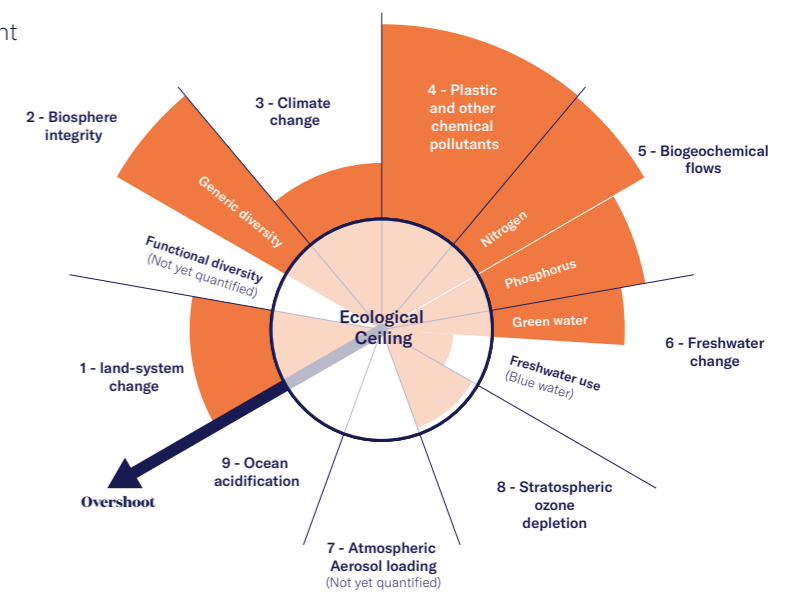 nt
2 - Biosphere
integrity
3 - Climate
change
4 - Plastic
and other
chemical
pollutants
5 - Biogeochemical
flows
Generic diversity
Nitrogen
Functional diversity
(Not yet quantified)
Phosphorus
Ecological
Ceiling
Green water
1 - land-system
change
6 - Freshwater
change
Freshwater use
(Blue water)
Overshoot
9 - Ocean
acidification
8 - Stratospheric
ozone
depletion
7 - Atmospheric
Aerosol loading
(Not yet quantified)